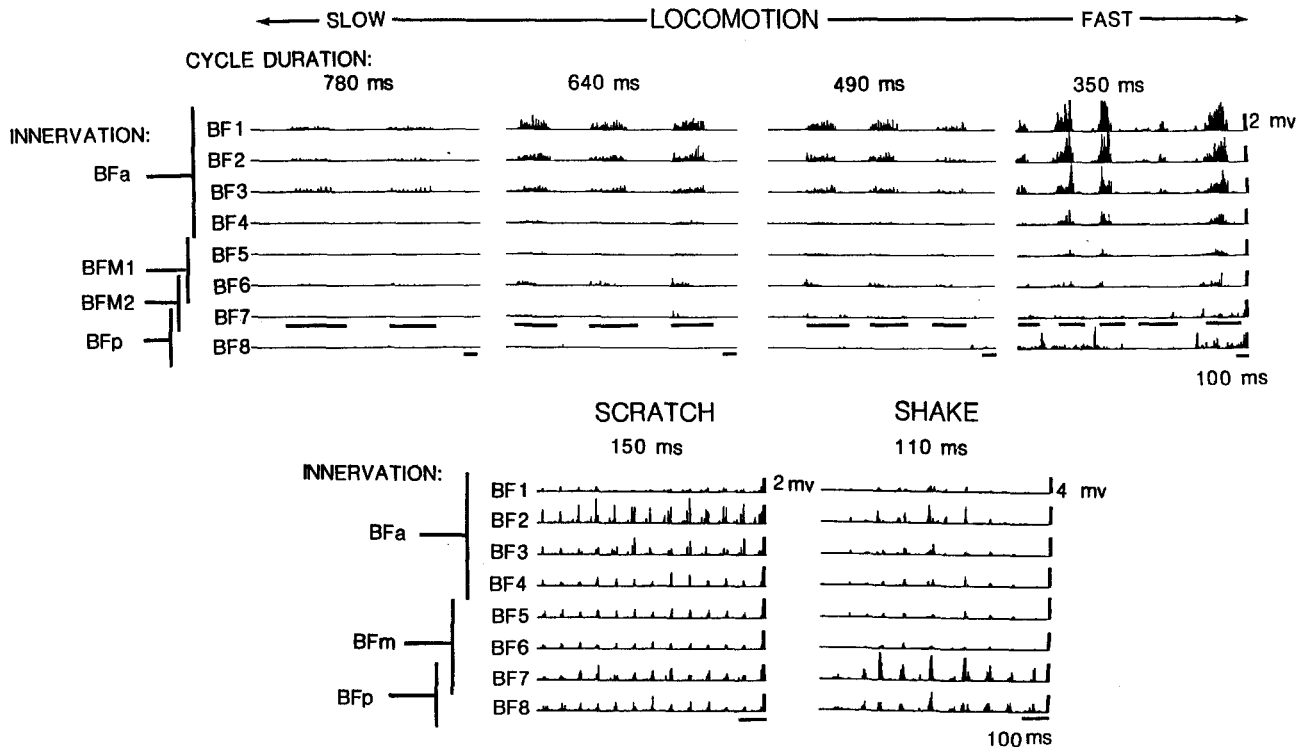 SLOW LOCOMOTION FAST
CYCLE DURATION:
780 ms 640 ms 490 ms 350 ms
INNERVATION:
BFa
BFM1
BFM2
BFp
BF1
BF2
BF3
BF4
BF5
BF6
BF7
BF8
2 mv
100 ms
SCRATCH SHAKE
150 ms 110 ms
INNERVATION:
BFa
BFm
BFp
BF1
BF2
BF3
BF4
BF5
BF6
BF7
BF8
2 mv
4 mv
100 ms